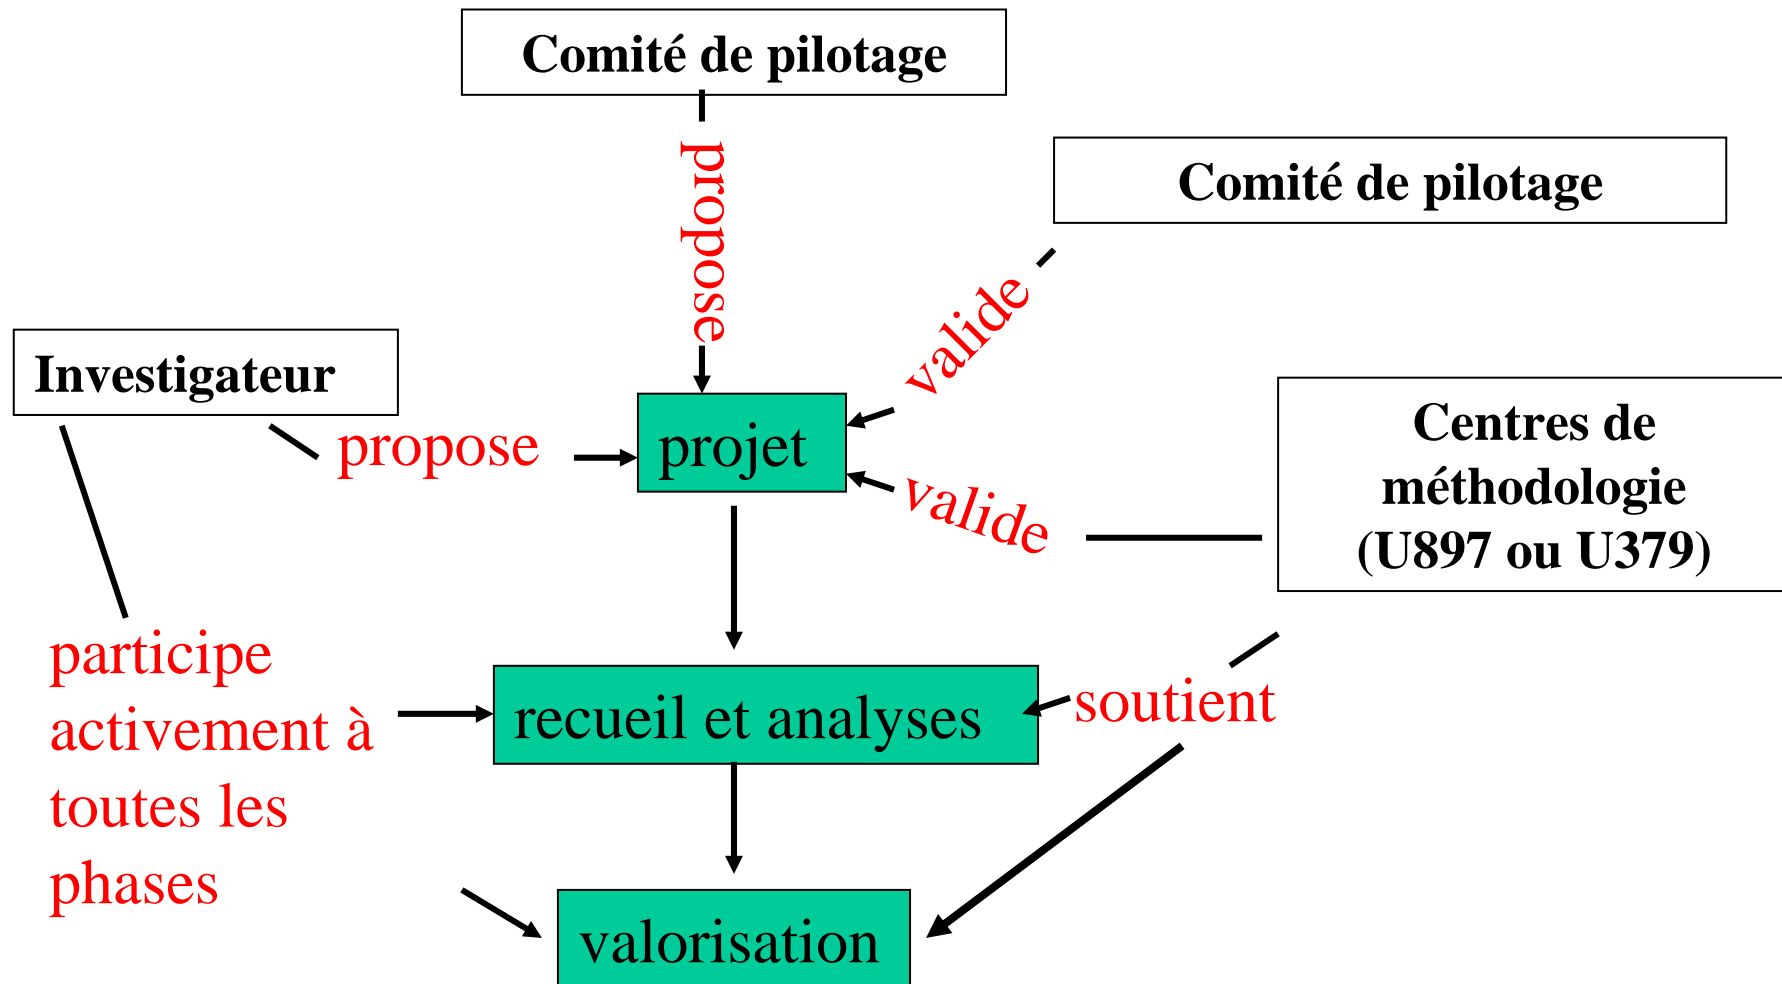 Comité de pilotage
propose
Comité de pilotage
valide
Investigateur
propose
projet
valide
Centres de
méthodologie
(U897 ou U379)
participe
activement à
toutes les
phases
recueil et analyses
soutient
valorisation